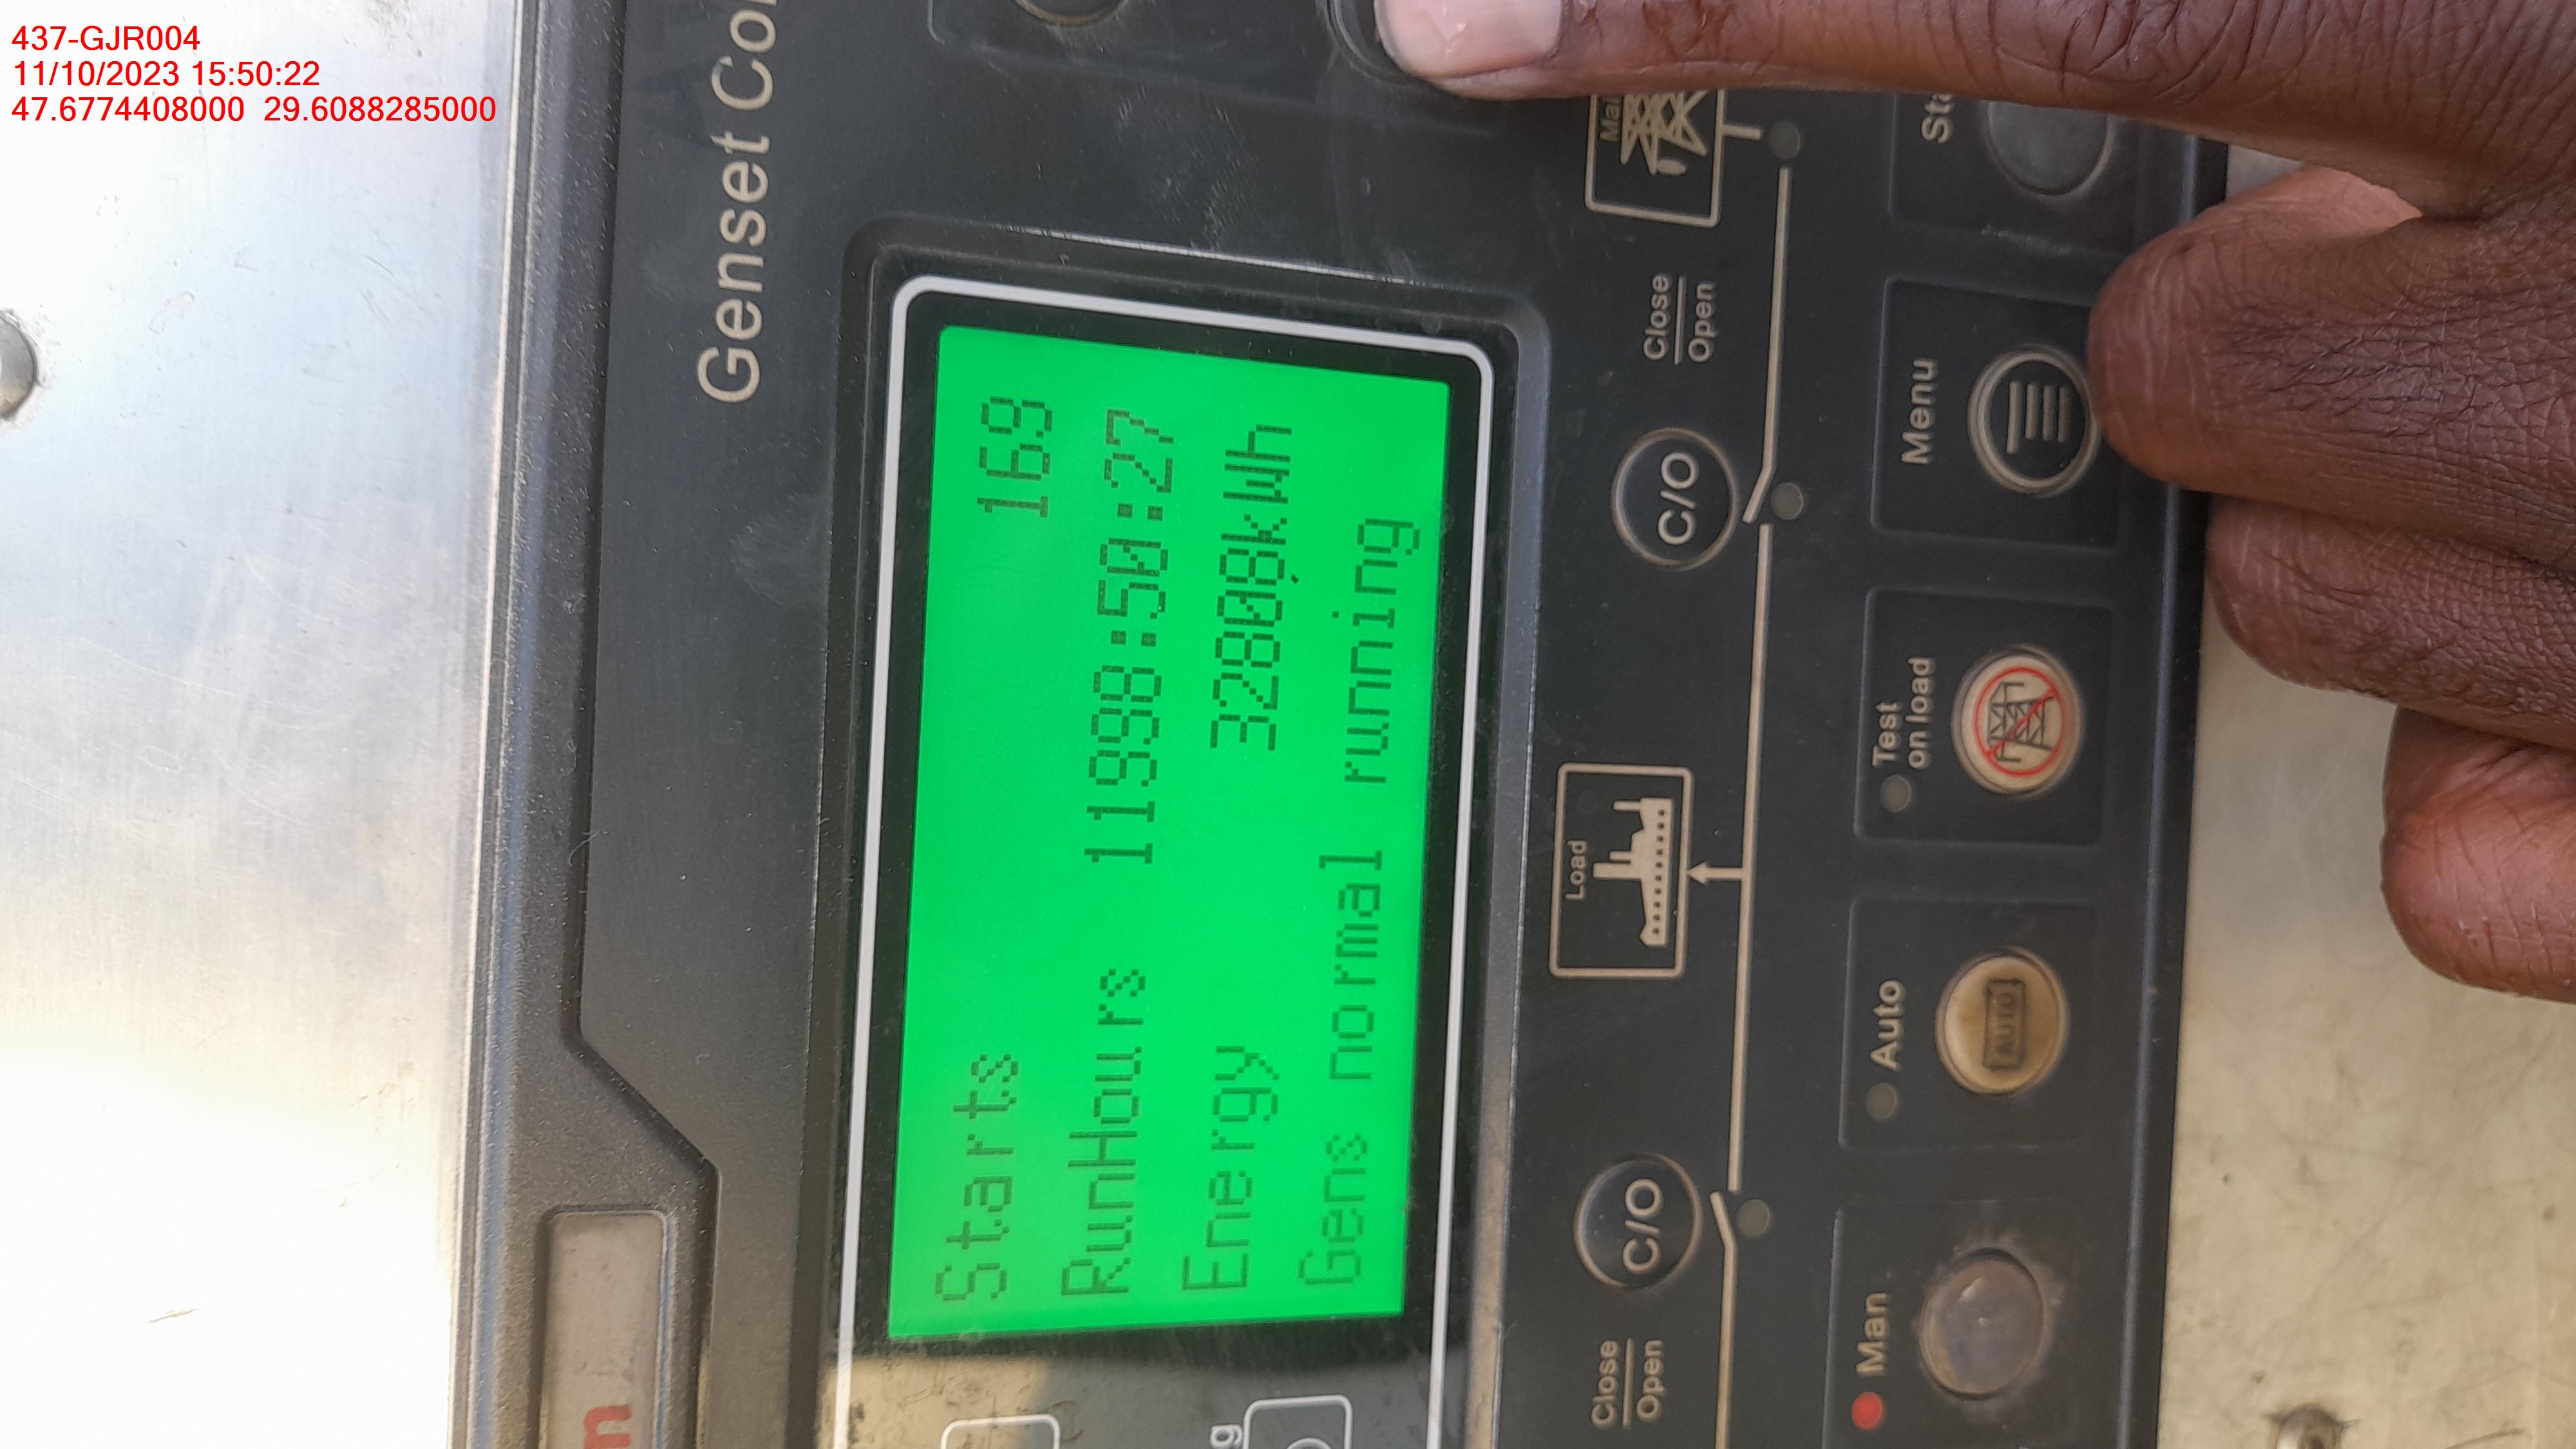 437-GJR004
11/10/2023 15:50:22
47.6774408000 29.6088285000
Genset
Starts 169
RunHours 11998:50:27
Energy 32808kWh
Gens normal running
Close
Open
C/O
Load
Close
Open
C/O
Man
Auto
AUTO
Test
on load
Menu